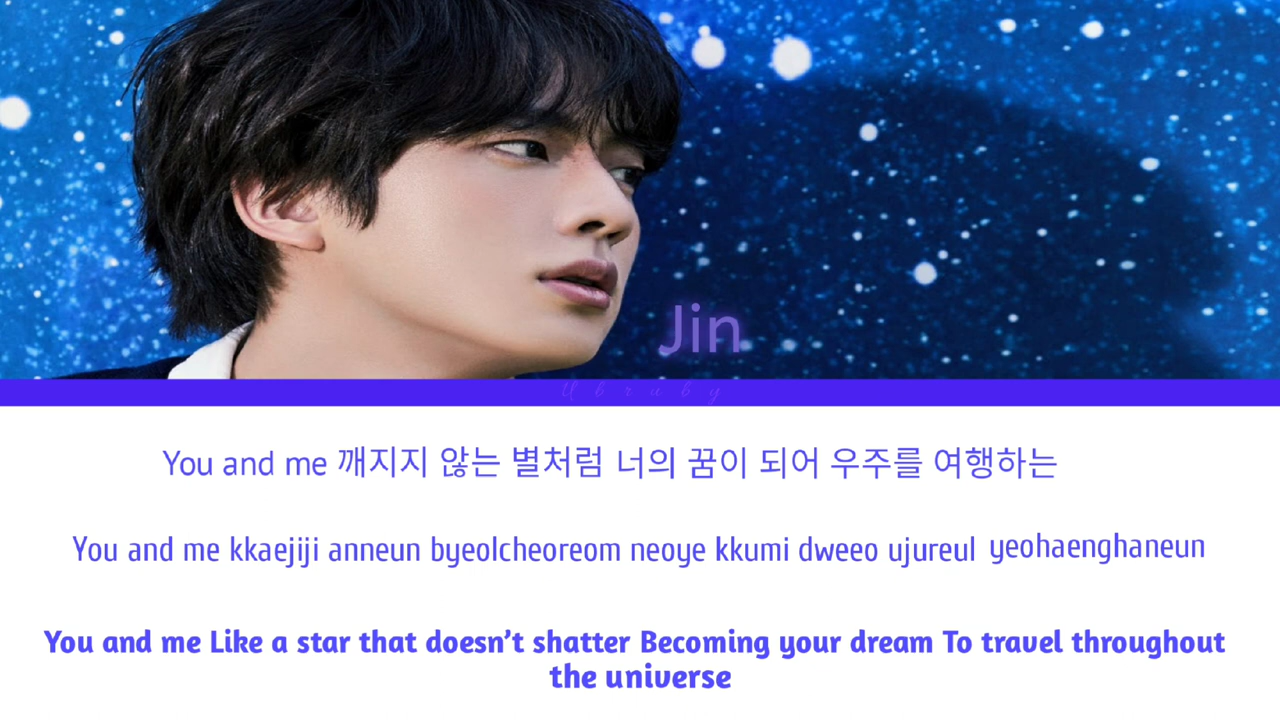 Jin
Ubruby
You and me 깨지지 않는 별처럼 너의 꿈이 되어 우주를 여행하는
You and me kkaejiji anneun byeolcheoreom neoye kkumi dweeo ujureul yeohaenghaneun
You and me Like a star that doesn’t shatter Becoming your dream To travel throughout
the universe